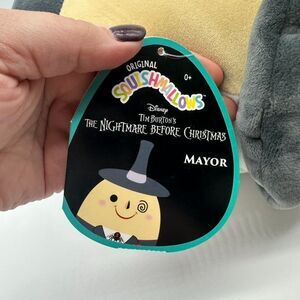 ORIGINAL
SQUISHMALLOWS
0+
Disney
TIM BURTON'S
THE NIGHTMARE BEFORE CHRISTMAS
MAYOR